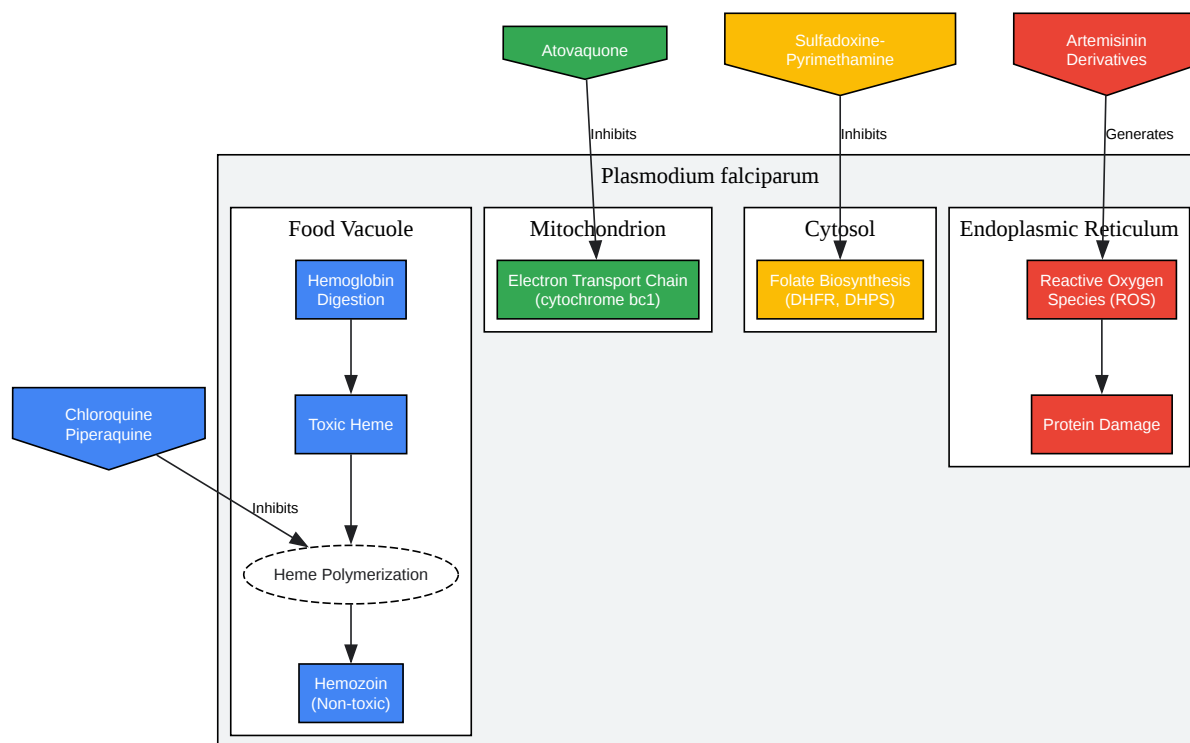 Atovaquone
Sulfadoxine-
Pyrimethamine
Artemisinin
Derivatives
Inhibits
Inhibits
Generates
Plasmodium falciparum
Food Vacuole
Mitochondrion
Cytosol
Endoplasmic Reticulum
Hemoglobin
Digestion
Electron Transport Chain
(cytochrome bc1)
Folate Biosynthesis
(DHFR, DHPS)
Reactive Oxygen
Species (ROS)
Chloroquine
Piperaquine
Toxic Heme
Protein Damage
Inhibits
Heme Polymerization
Hemozoin
(Non-toxic)